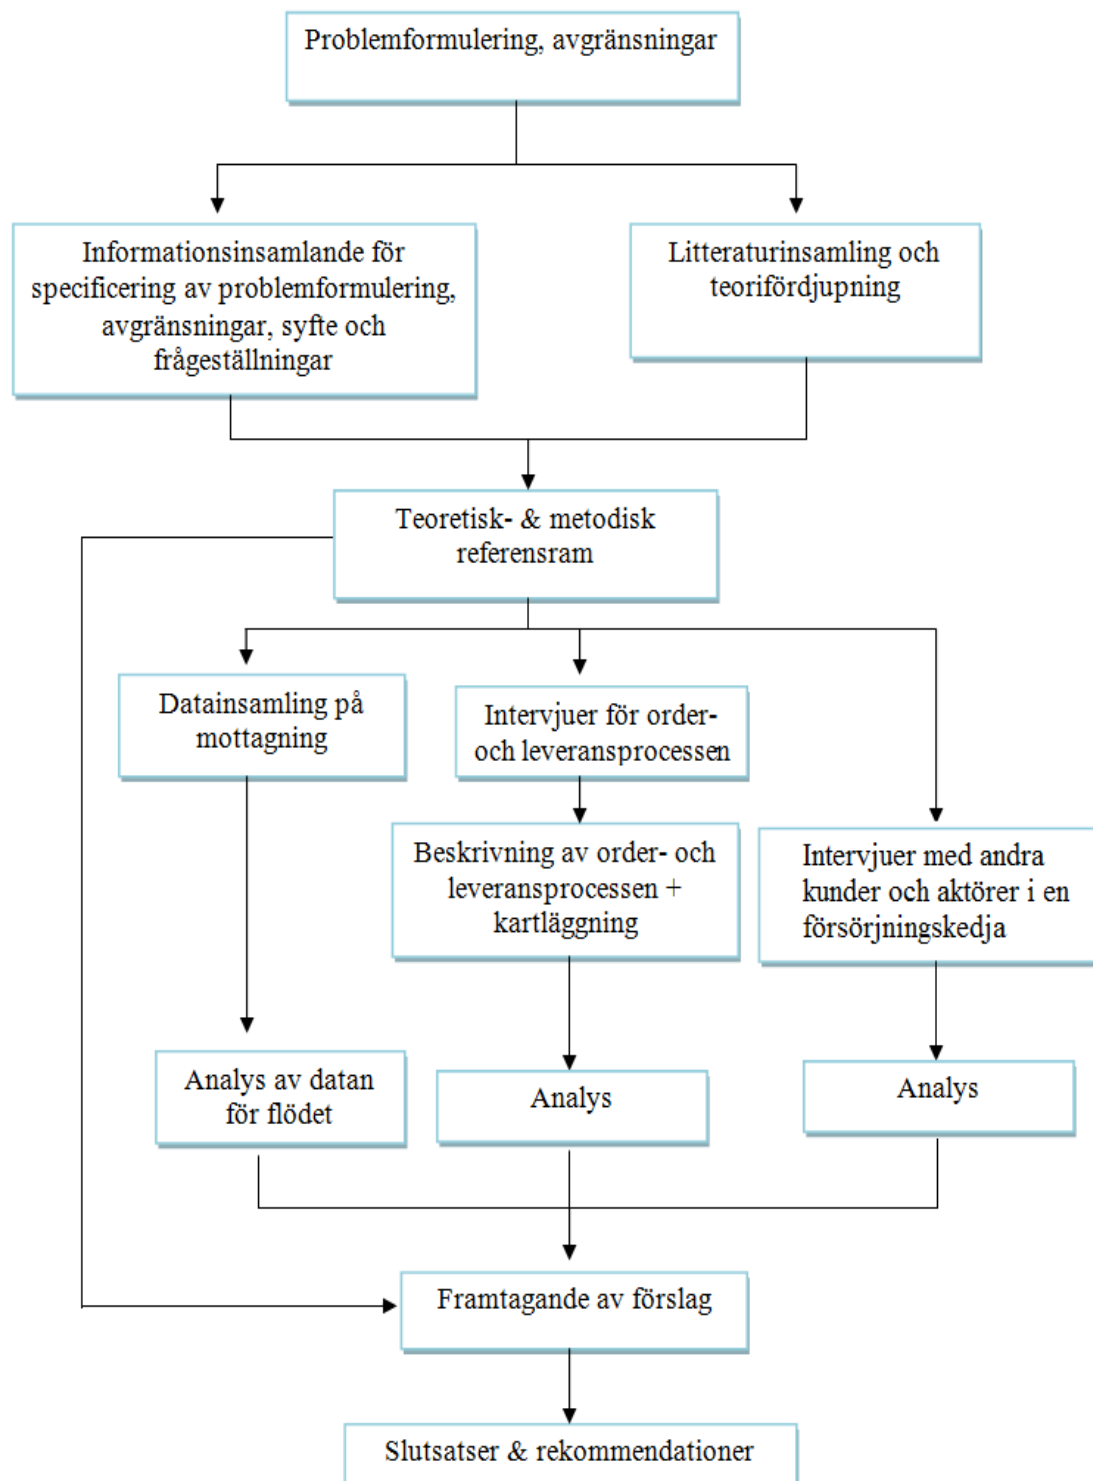 Problemformulering, avgränsningar
Informationsinsamlande för
specificering av problemformulering,
avgränsningar, syfte och
frågeställningar
Litteraturinsamling och
teorifördjupning
Teoretisk- & metodisk
referensram
Datainsamling på
mottagning
Intervjuer för order-
och leveransprocessen
Beskrivning av order- och
leveransprocessen +
kartläggning
Intervjuer med andra
kunder och aktörer i en
försörjningskedja
Analys av datan
för flödet
Analys
Analys
Framtagande av förslag
Slutsatser & rekommendationer